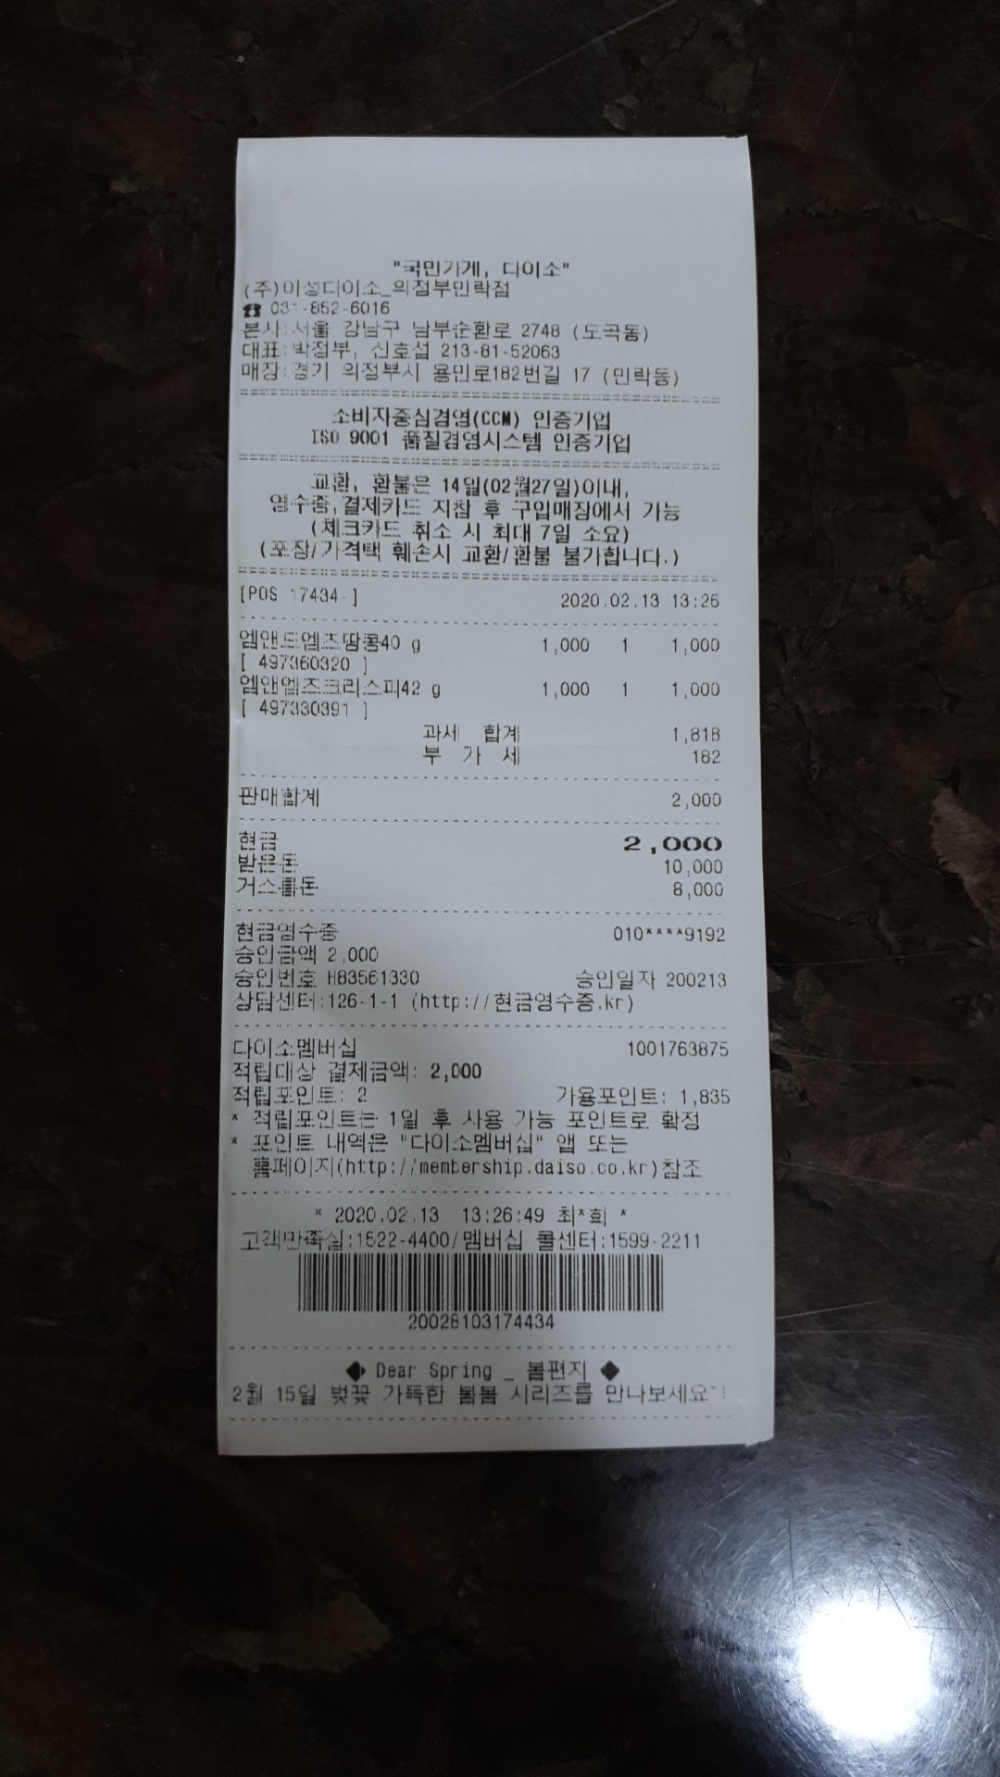 "국민가게, 다이소"
(주)아성다이소_의정부민락점
☎ 031-852-6016
본사:서울 강남구 남부순환로 2748 (도곡동)
대표:박정부, 신호섭 213-81-52063
매장:경기 의정부시 용민로182번길 17 (민락동)
소비자중심경영(CCM) 인증기업
ISO 9001 품질경영시스템 인증기업
교환, 환불은 14일(02월27일)이내,
영수증,결제카드 지참 후 구입매장에서 가능
(체크카드 취소 시 최대 7일 소요)
(포장/가격택 훼손시 교환/환불 불가합니다.)
[POS 17434-] 2020.02.13 13:26
엠앤드엠즈땅콩40 g 1,000 1 1,000
[ 497360320 ]
엠앤엠즈크리스피42 g 1,000 1 1,000
[ 497330391 ]
과세 합계 1,818
부 가 세 182
판매합계 2,000
현금 2,000
받은돈 10,000
거스름돈 8,000
현금영수증 010****9192
승인금액 2,000
승인번호 H83561330 승인일자 200213
상담센터:126-1-1 (http://현금영수증.kr)
다이소멤버십 1001763875
적립대상 결제금액: 2,000
적립포인트: 2 가용포인트: 1,835
* 적립포인트는 1일 후 사용 가능 포인트로 확정
* 포인트 내역은 "다이소멤버십" 앱 또는
홈페이지(http://membership.daiso.co.kr)참조
* 2020.02.13 13:26:49 최*희 *
고객만족실:1522-4400/멤버십 콜센터:1599-2211
20028103174434
◆ Dear Spring _ 봄편지 ◆
2월 15일 벚꽃 가득한 봄봄 시리즈를 만나보세요~!